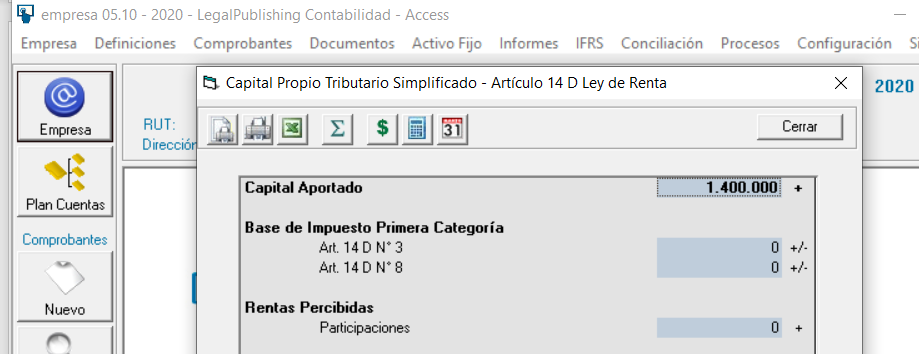 empresa 05.10 - 2020 - LegalPublishing Contabilidad - Access
Empresa Definiciones Comprobantes Documentos Activo Fijo Informes IFRS Conciliación Procesos Configuración
Capital Propio Tributario Simplificado - Artículo 14 D Ley de Renta
2020
Empresa
RUT:
Σ $ 31 Cerrar
Dirección
Capital Aportado 1.400.000 +
Plan Cuentas
Base de Impuesto Primera Categoría
Comprobantes
Art. 14 D N° 3 0 +/-
Art. 14 D N° 8 0 +/-
Nuevo
Rentas Percibidas
Participaciones 0 +